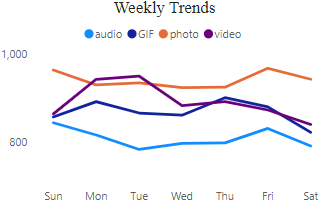 Weekly Trends
audio GIF photo video
1,000
800
Sun Mon Tue Wed Thu Fri Sat